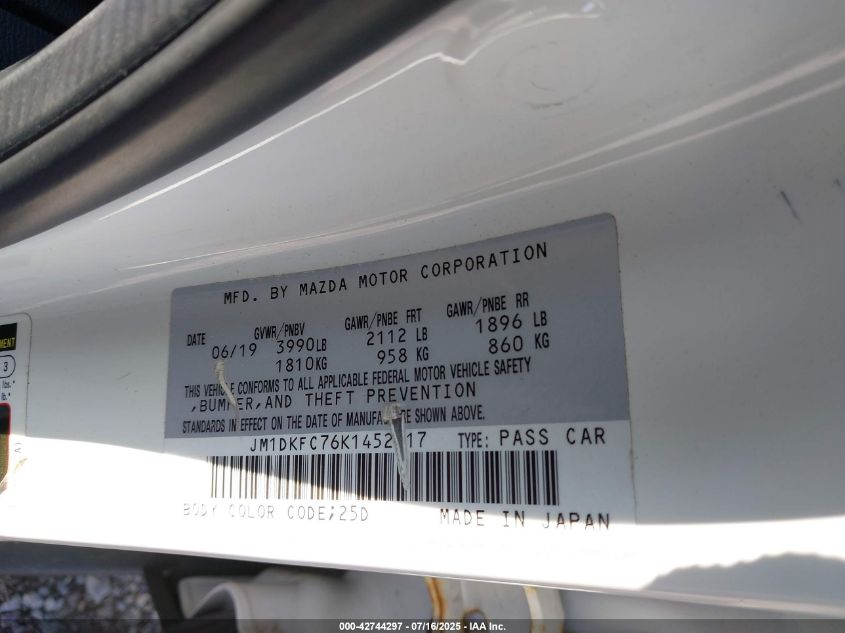 MFD. BY MAZDA MOTOR CORPORATION
DATE GVWR/PNBV GAWR/PNBE FRT GAWR/PNBE RR
06/19 3990LB 2112 LB 1896 LB
1810KG 958 KG 860 KG
THIS VEHICLE CONFORMS TO ALL APPLICABLE FEDERAL MOTOR VEHICLE SAFETY
,BUMPER,AND THEFT PREVENTION
STANDARDS IN EFFECT ON THE DATE OF SHOWN ABOVE.
TYPE: PASS CAR
BODY COLOR CODE;25D MADE IN JAPAN
3
lbs.*
000-42744297 - 07/16/2025 - IAA Inc.